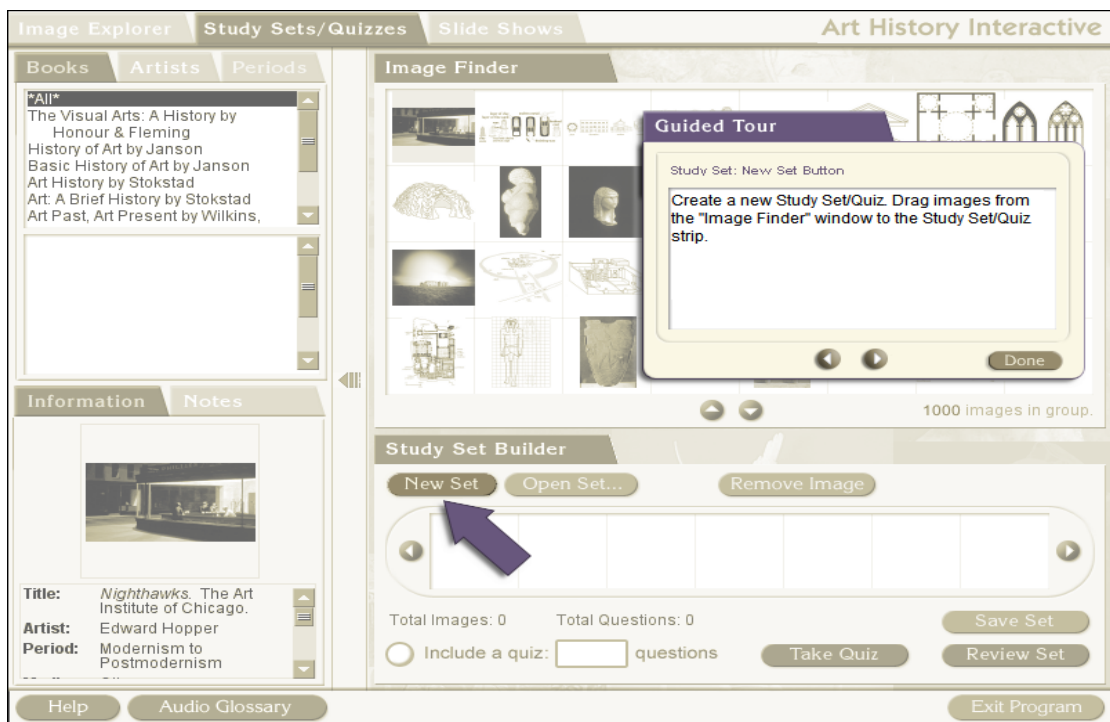 Image Explorer
Study Sets/Quizzes
Slide Shows
Art History Interactive
Books
Artists
Periods
*All*
The Visual Arts: A History by
Honour & Fleming
History of Art by Janson
Basic History of Art by Janson
Art History by Stokstad
Art: A Brief History by Stokstad
Art Past, Art Present by Wilkins,
Information
Notes
Title: Nighthawks. The Art
Institute of Chicago.
Artist: Edward Hopper
Period: Modernism to
Postmodernism
Image Finder
Guided Tour
Study Set: New Set Button
Create a new Study Set/Quiz. Drag images from
the "Image Finder" window to the Study Set/Quiz
strip.
Done
1000 images in group.
Study Set Builder
New Set
Open Set...
Remove Image
Total Images: 0
Total Questions: 0
Save Set
Include a quiz:
questions
Take Quiz
Review Set
Help
Audio Glossary
Exit Program